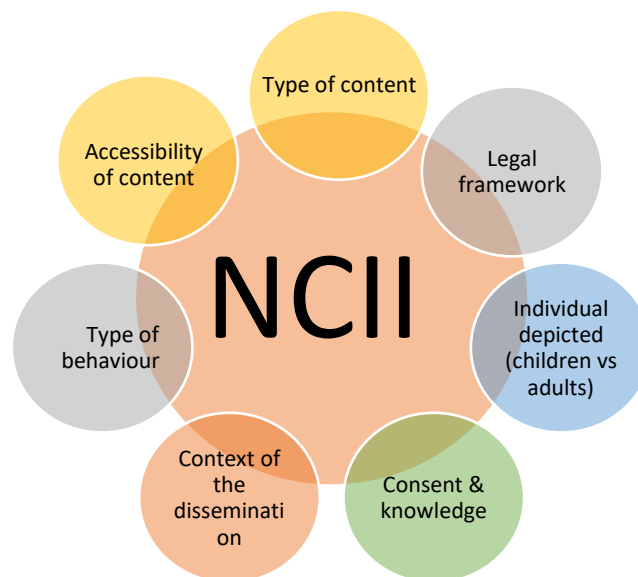 Type of content
Legal
framework
Individual
depicted
(children vs
adults)
Consent &
knowledge
Context of
the
disseminati
on
Type of
behaviour
Accessibility
of content
NCII